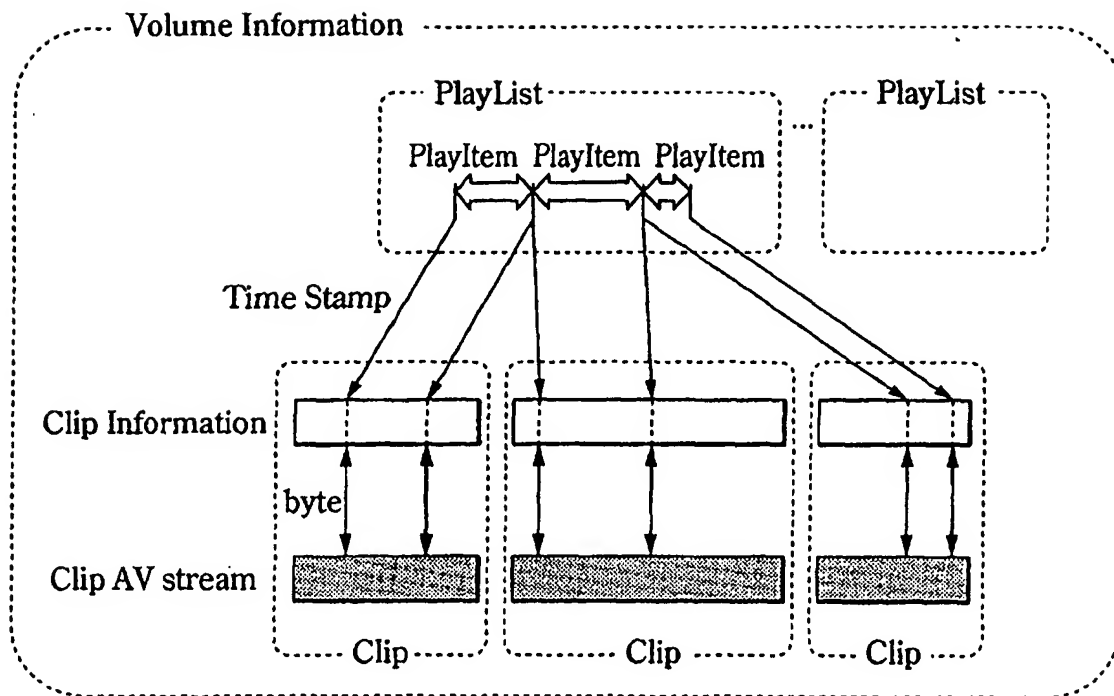 Volume Information
PlayList
PlayList
...
PlayItem PlayItem PlayItem
Time Stamp
Clip Information
byte
Clip AV stream
Clip
Clip
Clip